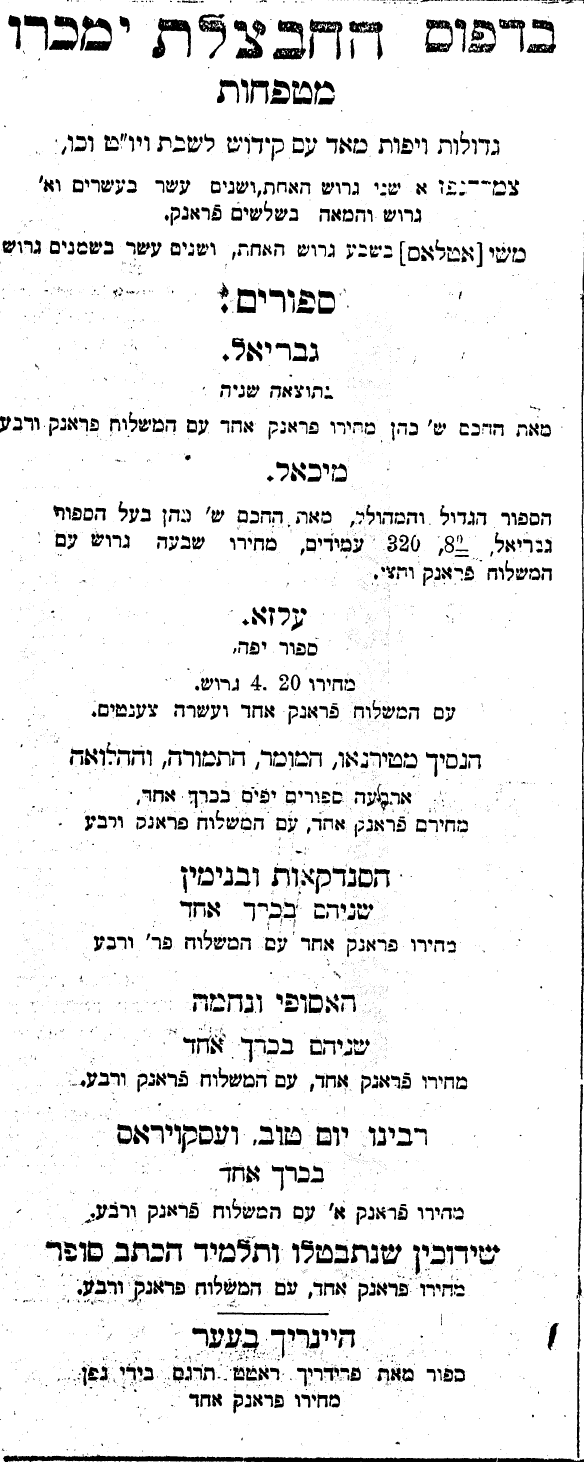 בדפוס החבצלת ימכרו
מטפחות
גדולות ויפות מאד עם קידוש לשבת ויו"ט וכו,
א שני גרוש האחת,ושנים עשר בעשרים וא'
גרוש והמאה בשלשים פראנק.
משי [אטלאס] בשבע גרוש האחת, ושנים עשר בשמנים גרוש
ספורים:
גבריאל.
בתוצאה שניה
מאת החכם ש' כהן מחירו פראנק אחד עם המשלוח פראנק ורבע
מיכאל.
הספור הגדול והמהולל, מאת החכם ש' כהן בעל הספור
גבריאל, 8º, 320 עמידים, מחירו שבעה גרוש עם
המשלוח פראנק וחצי.
עלזא.
ספור יפה,
מחירו 20 .4 גרוש.
עם המשלוח פראנק אחד ועשרה צענטים.
הנסיך מטירנאו, המומר, התמורה, וההלואה
ארבעה ספורים יפים בכרך אחד,
מחירם פראנק אחד, עם המשלוח פראנק ורבע
הסנדקאות ובנימין
שניהם בכרך אחד
מחירו פראנק אחד עם המשלוח פר' ורבע
האסופי ונחמה
שניהם בכרך אחד
מחירו פראנק אחד, עם המשלוח פראנק ורבע.
רבינו יום טוב, ועסקויראס
בכרך אחד
מחירו פראנק א' עם המשלוח פראנק ורבע.
שידוכין שנתבטלו ותלמיד הכתב סופר
מחירו פראנק אחד, עם המשלוח פראנק ורבע.
היינריך בעער
ספור מאת פרידריך ראטט תרגם בידי גפן
מחירו פראנק אחד